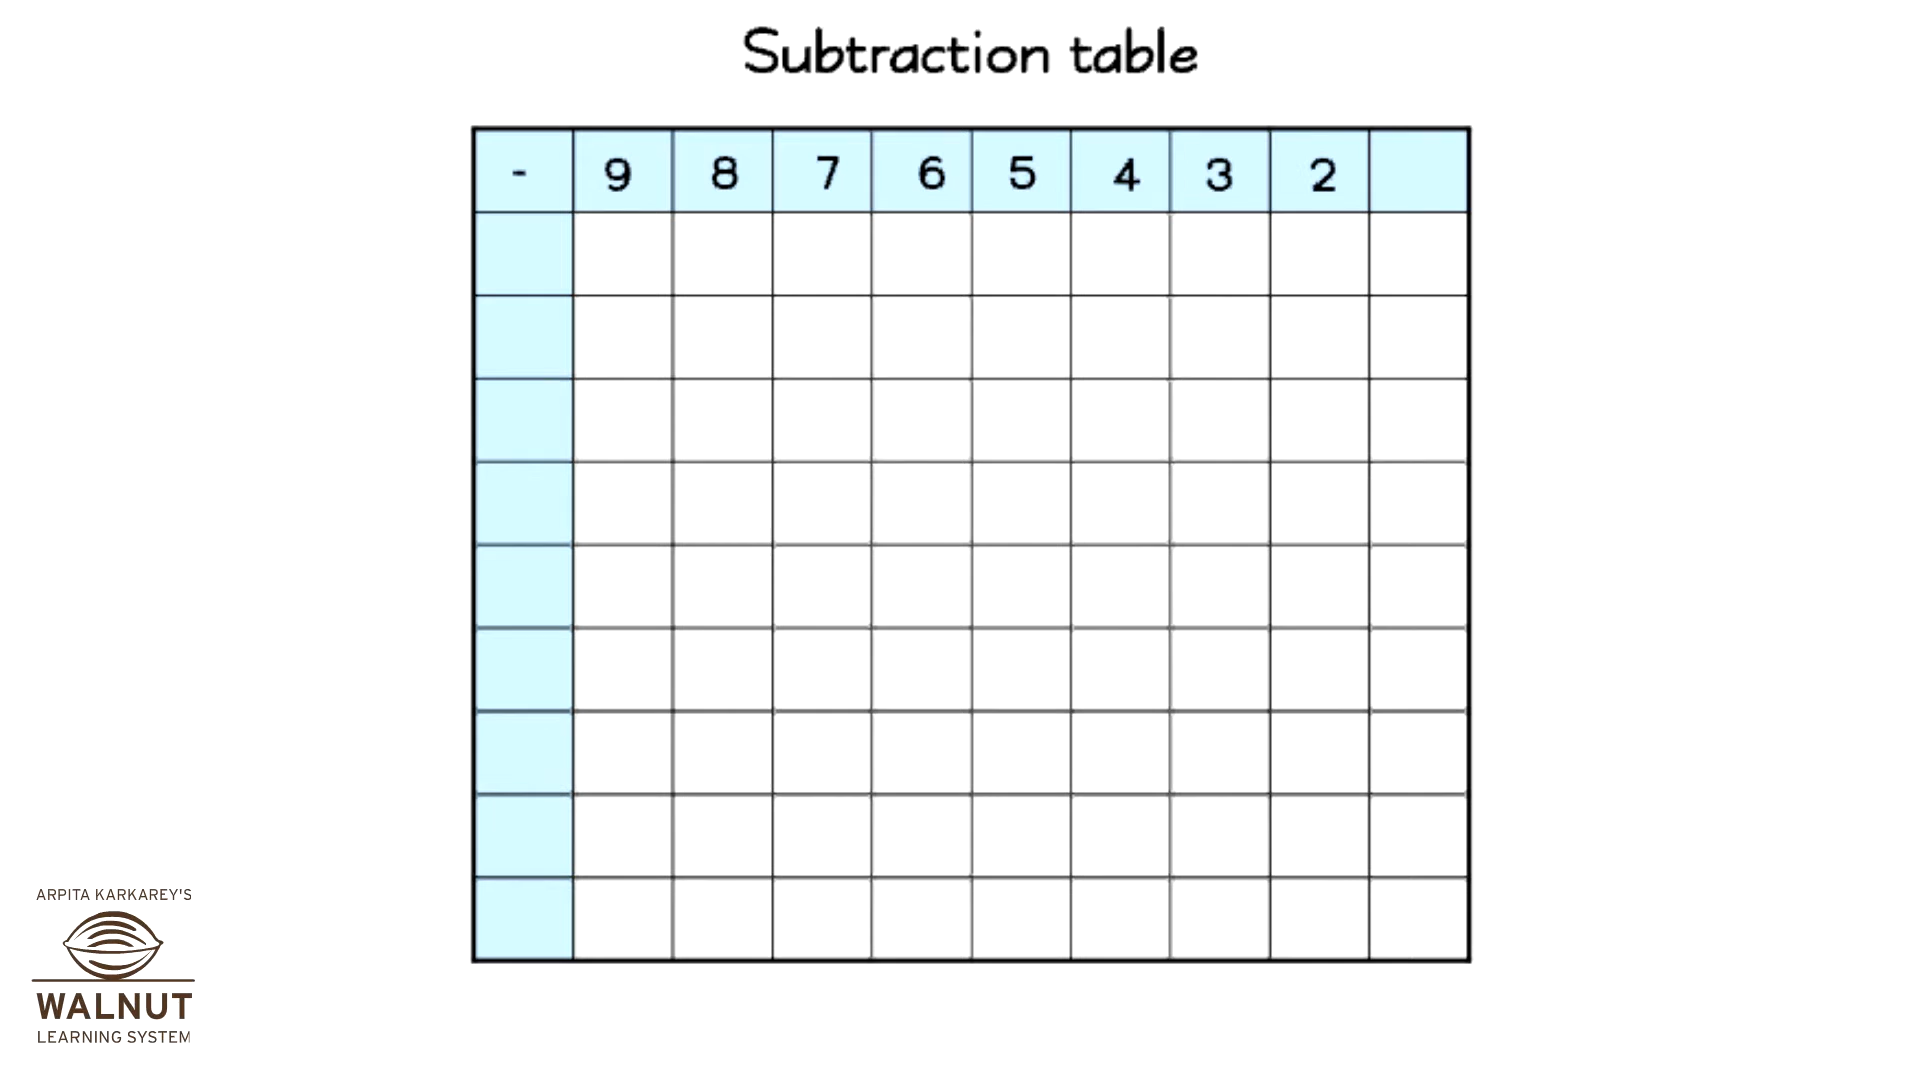 Subtraction table
- 9 8 7 6 5 4 3 2
ARPITA KARKAREY'S
WALNUT
LEARNING SYSTEM